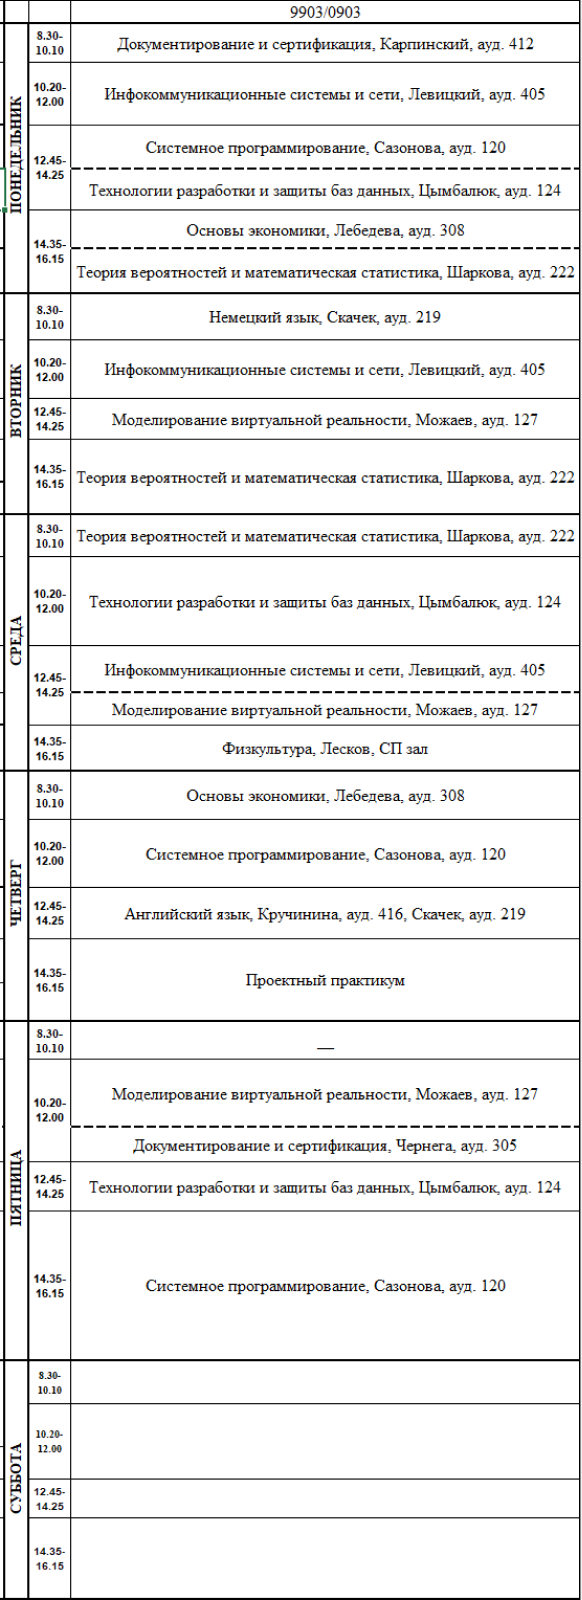 9903/0903
ПОНЕДЕЛЬНИК
8.30-
10.10
Документирование и сертификация, Карпинский, ауд. 412
10.20-
12.00
Инфокоммуникационные системы и сети, Левицкий, ауд. 405
12.45-
14.25
Системное программирование, Сазонова, ауд. 120
Технологии разработки и защиты баз данных, Цымбалюк, ауд. 124
14.35-
16.15
Основы экономики, Лебедева, ауд. 308
Теория вероятностей и математическая статистика, Шаркова, ауд. 222
ВТОРНИК
8.30-
10.10
Немецкий язык, Скачек, ауд. 219
10.20-
12.00
Инфокоммуникационные системы и сети, Левицкий, ауд. 405
12.45-
14.25
Моделирование виртуальной реальности, Можаев, ауд. 127
14.35-
16.15
Теория вероятностей и математическая статистика, Шаркова, ауд. 222
СРЕДА
8.30-
10.10
Теория вероятностей и математическая статистика, Шаркова, ауд. 222
10.20-
12.00
Технологии разработки и защиты баз данных, Цымбалюк, ауд. 124
12.45-
14.25
Инфокоммуникационные системы и сети, Левицкий, ауд. 405
Моделирование виртуальной реальности, Можаев, ауд. 127
14.35-
16.15
Физкультура, Лесков, СП зал
ЧЕТВЕРГ
8.30-
10.10
Основы экономики, Лебедева, ауд. 308
10.20-
12.00
Системное программирование, Сазонова, ауд. 120
12.45-
14.25
Английский язык, Кручинина, ауд. 416, Скачек, ауд. 219
14.35-
16.15
Проектный практикум
ПЯТНИЦА
8.30-
10.10
—
10.20-
12.00
Моделирование виртуальной реальности, Можаев, ауд. 127
Документирование и сертификация, Чернега, ауд. 305
12.45-
14.25
Технологии разработки и защиты баз данных, Цымбалюк, ауд. 124
14.35-
16.15
Системное программирование, Сазонова, ауд. 120
СУББОТА
8.30-
10.10
10.20-
12.00
12.45-
14.25
14.35-
16.15